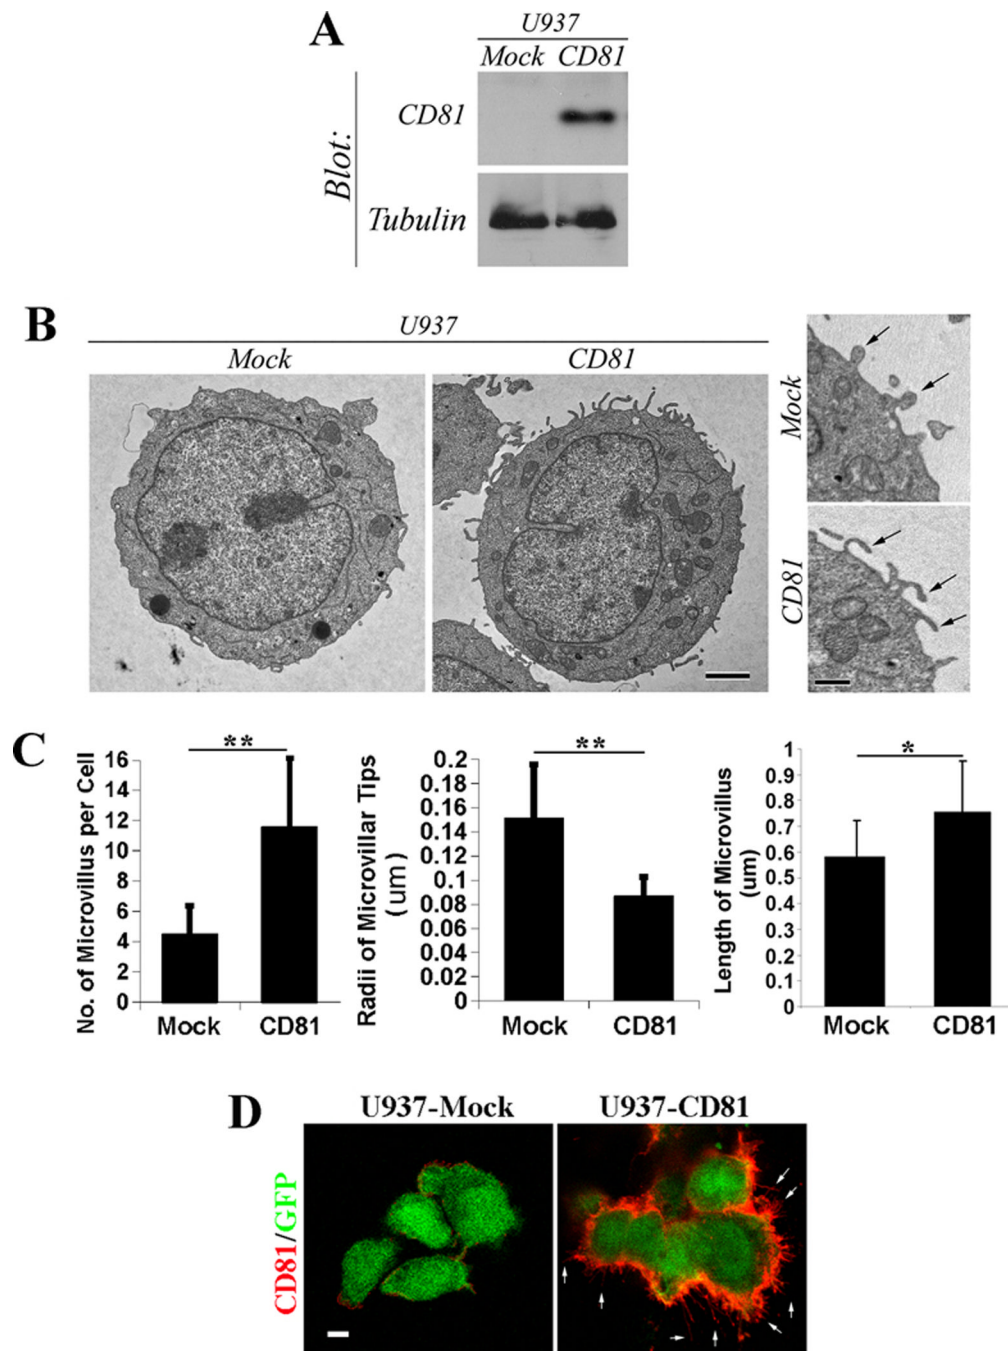 A
U937
Mock CD81
Blot:
CD81
Tubulin
B
U937
Mock
CD81
Mock
CD81
C
No. of Microvillus per Cell
16
14
12
10
8
6
4
2
0
**
Mock
CD81
Radii of Microvillar Tips
(um)
0.2
0.18
0.16
0.14
0.12
0.1
0.08
0.06
0.04
0.02
0
**
Mock
CD81
Length of Microvillus
(um)
1
0.9
0.8
0.7
0.6
0.5
0.4
0.3
0.2
0.1
0
*
Mock
CD81
D
U937-Mock
U937-CD81
CD81/GFP